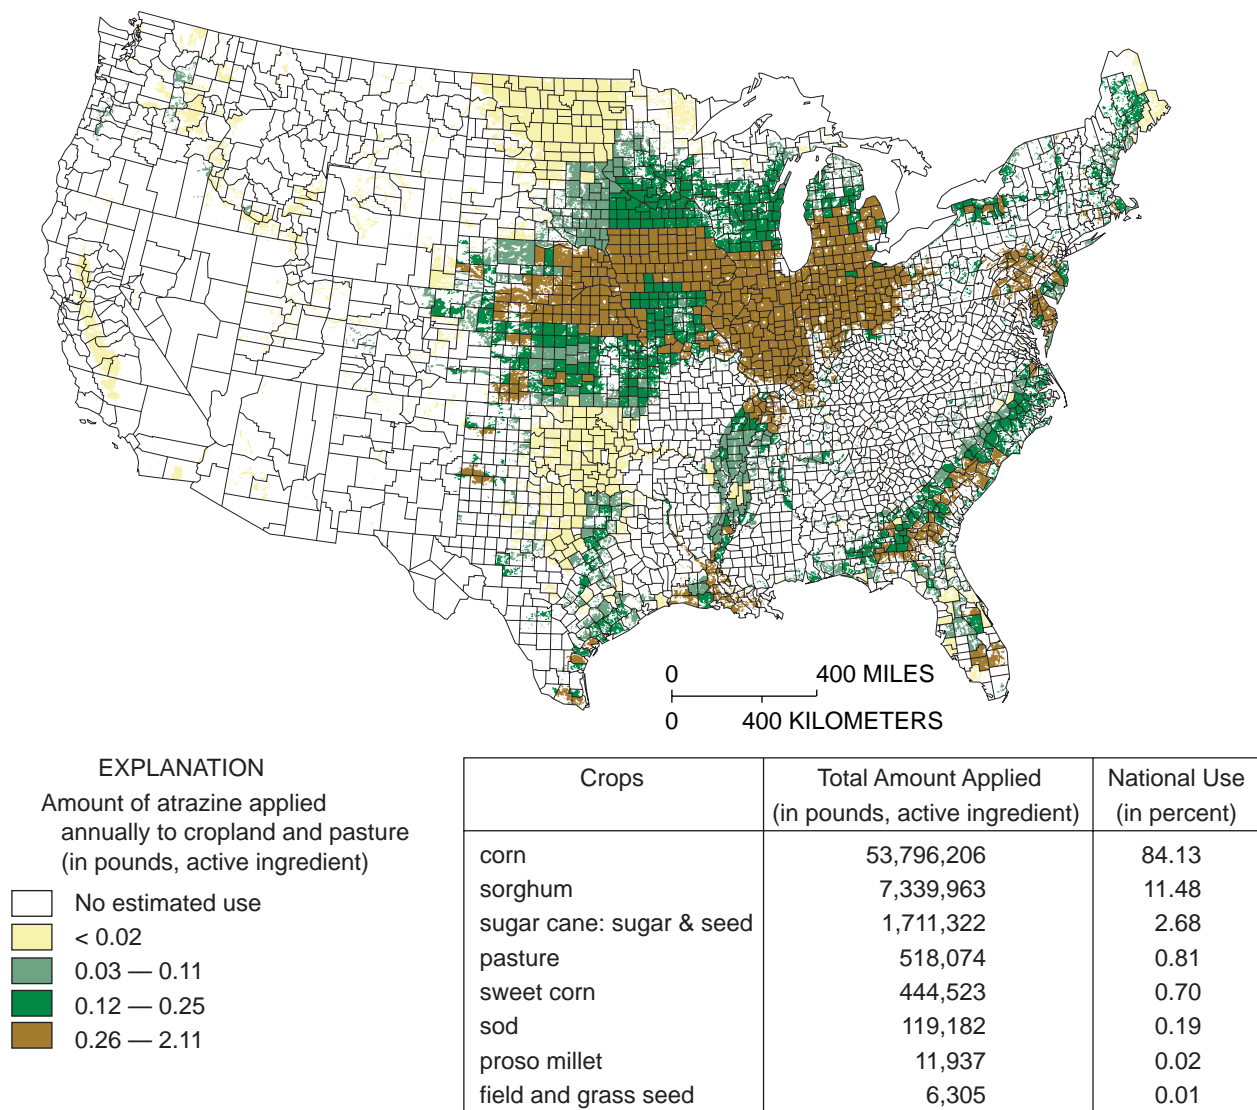 0 400 MILES
0 400 KILOMETERS
EXPLANATION
Amount of atrazine applied
annually to cropland and pasture
(in pounds, active ingredient)
No estimated use
< 0.02
0.03 — 0.11
0.12 — 0.25
0.26 — 2.11
Crops Total Amount Applied National Use
(in pounds, active ingredient) (in percent)
corn 53,796,206 84.13
sorghum 7,339,963 11.48
sugar cane: sugar & seed 1,711,322 2.68
pasture 518,074 0.81
sweet corn 444,523 0.70
sod 119,182 0.19
proso millet 11,937 0.02
field and grass seed 6,305 0.01